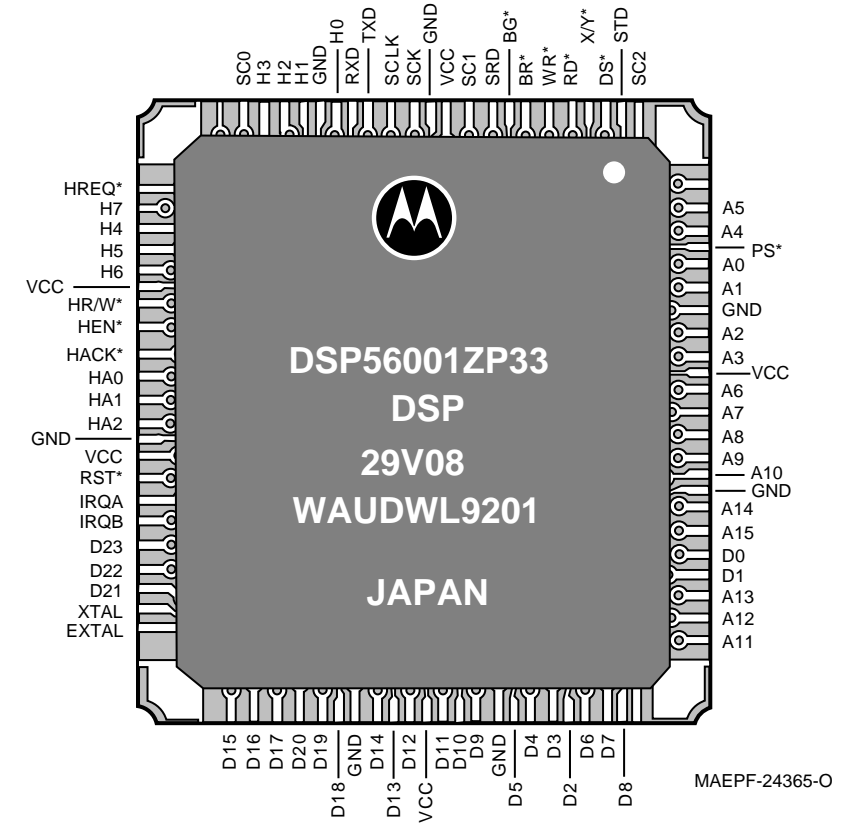 SC0
H3
H2
H1
GND
H0
RXD
TXD
SCLK
SCK
GND
VCC
SC1
SRD
BG*
BR*
WR*
RD*
X/Y*
DS*
STD
SC2
HREQ*
H7
H4
H5
H6
VCC
HR/W*
HEN*
HACK*
HA0
HA1
HA2
GND
VCC
RST*
IRQA
IRQB
D23
D22
D21
XTAL
EXTAL
DSP56001ZP33
DSP
29V08
WAUDWL9201
JAPAN
A5
A4
PS*
A0
A1
GND
A2
A3
VCC
A6
A7
A8
A9
A10
GND
A14
A15
D0
D1
A13
A12
A11
D15
D16
D17
D20
D19
D18
GND
D14
D13
D12
VCC
D11
D10
D9
GND
D5
D4
D3
D2
D6
D7
D8
MAEPF-24365-O